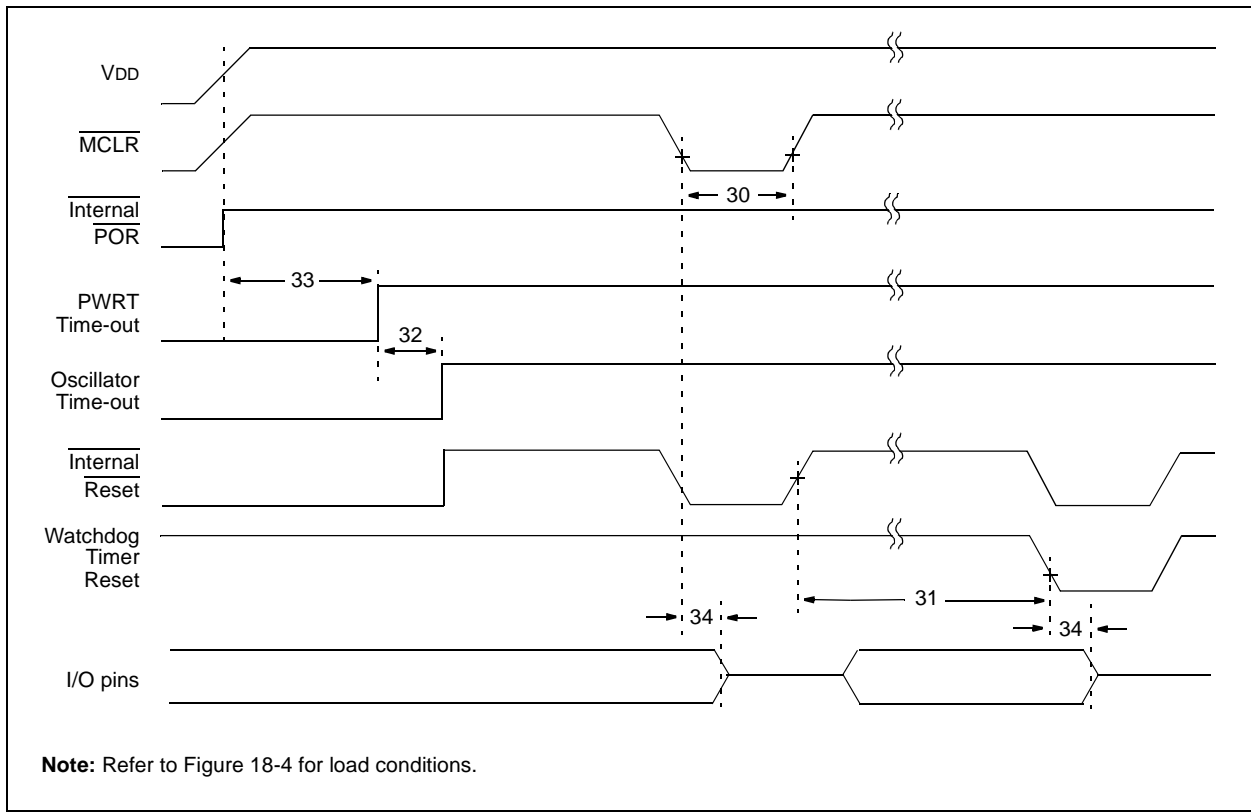 VDD
MCLR
30
Internal
POR
33
PWRT
Time-out
32
Oscillator
Time-out
Internal
Reset
Watchdog
Timer
Reset
31
34
34
I/O pins
Note: Refer to Figure 18-4 for load conditions.